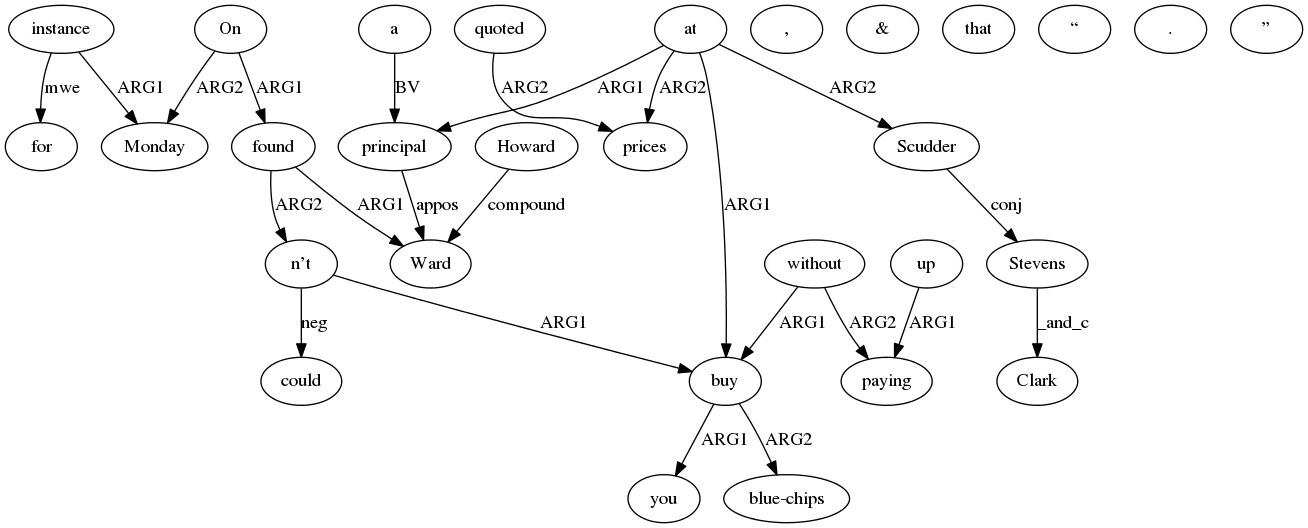 instance On a quoted at , & that “ . ”
mwe ARG1 ARG2 ARG1 BV ARG2 ARG1 ARG2 ARG2
for Monday found principal Howard prices Scudder
ARG2 ARG1 appos compound ARG1 conj
n’t Ward without up Stevens
neg ARG1 ARG1 ARG2 ARG1 _and_c
could buy paying Clark
ARG1 ARG2
you blue-chips